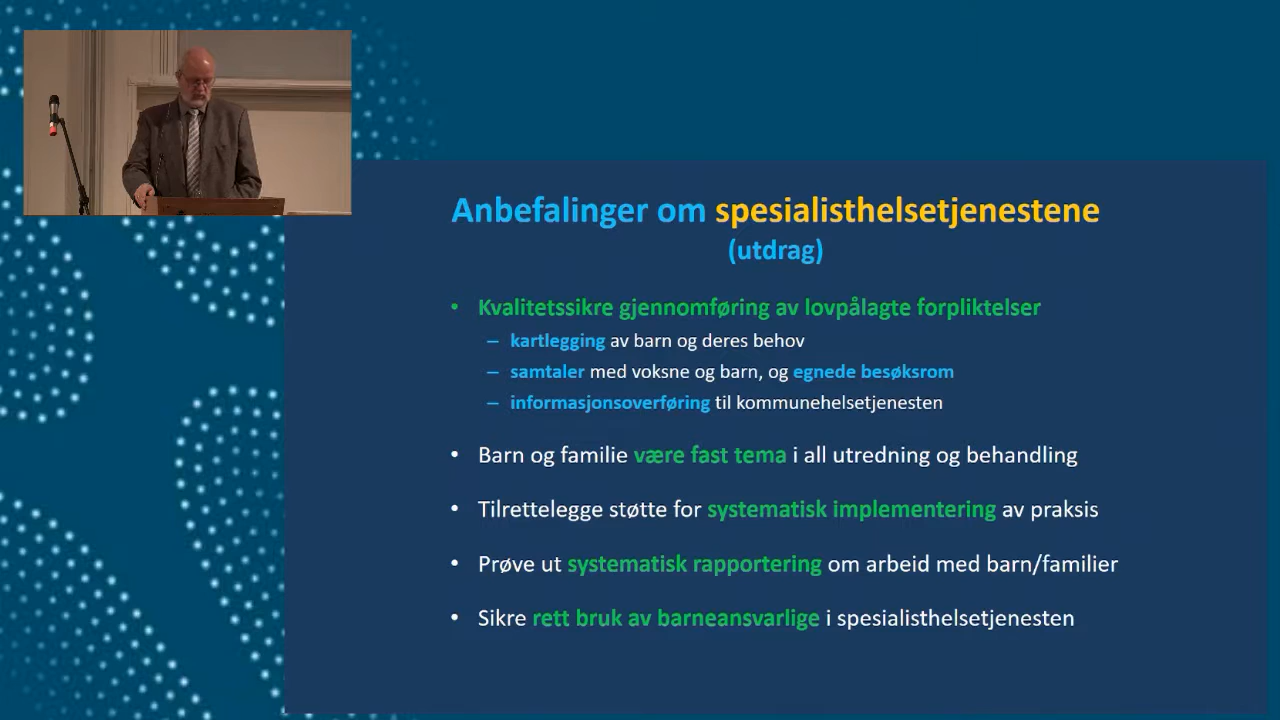 Anbefalinger om spesialisthelsetjenestene
(utdrag)
• Kvalitetssikre gjennomføring av lovpålagte forpliktelser
– kartlegging av barn og deres behov
– samtaler med voksne og barn, og egnede besøksrom
– informasjonsoverføring til kommunehelsetjenesten
• Barn og familie være fast tema i all utredning og behandling
• Tilrettelegge støtte for systematisk implementering av praksis
• Prøve ut systematisk rapportering om arbeid med barn/familier
• Sikre rett bruk av barneansvarlige i spesialisthelsetjenesten